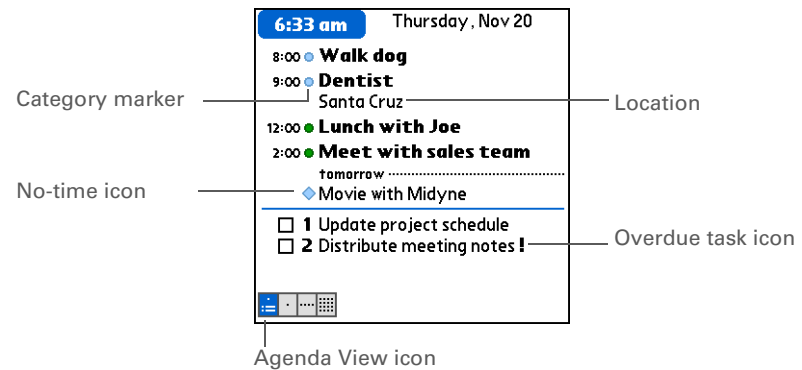 6:33 am Thursday, Nov 20
8:00 Walk dog
9:00 Dentist
Category marker
Santa Cruz
Location
12:00 Lunch with Joe
2:00 Meet with sales team
tomorrow
No-time icon
Movie with Midyne
1 Update project schedule
2 Distribute meeting notes !
Overdue task icon
Agenda View icon